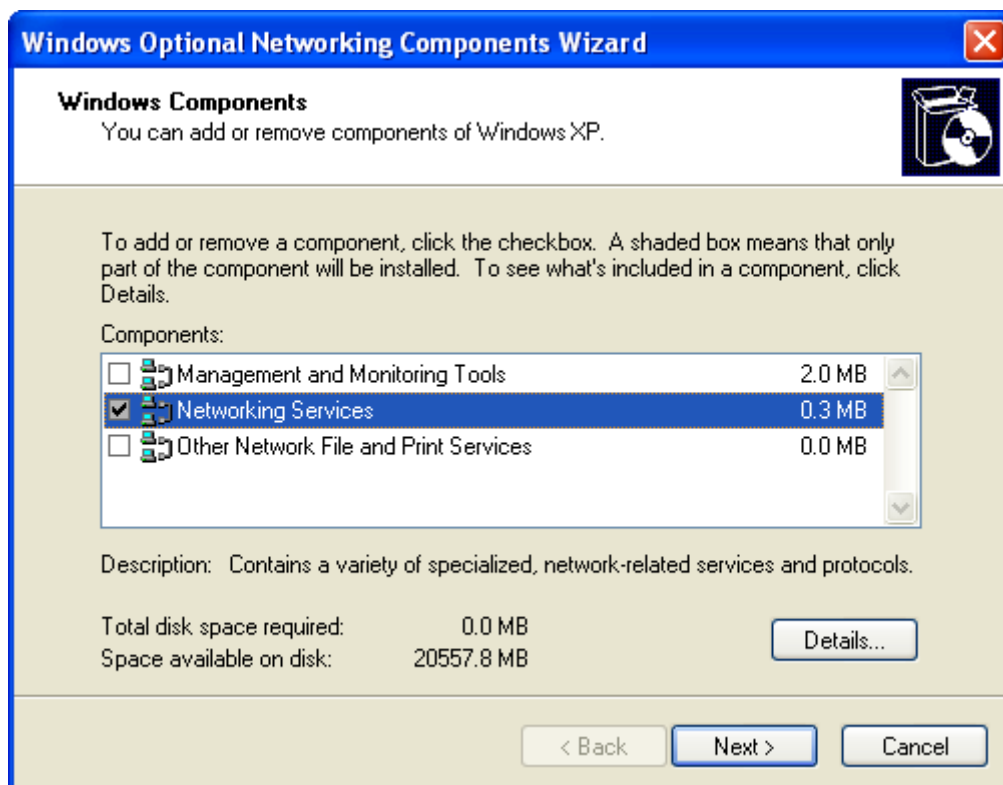 Windows Optional Networking Components Wizard
Windows Components
You can add or remove components of Windows XP.
To add or remove a component, click the checkbox.  A shaded box means that only
part of the component will be installed.  To see what's included in a component, click
Details.
Components:
Management and Monitoring Tools 2.0 MB
Networking Services 0.3 MB
Other Network File and Print Services 0.0 MB
Description:   Contains a variety of specialized, network-related services and protocols.
Total disk space required: 0.0 MB
Space available on disk: 20557.8 MB
Details...
< Back Next > Cancel